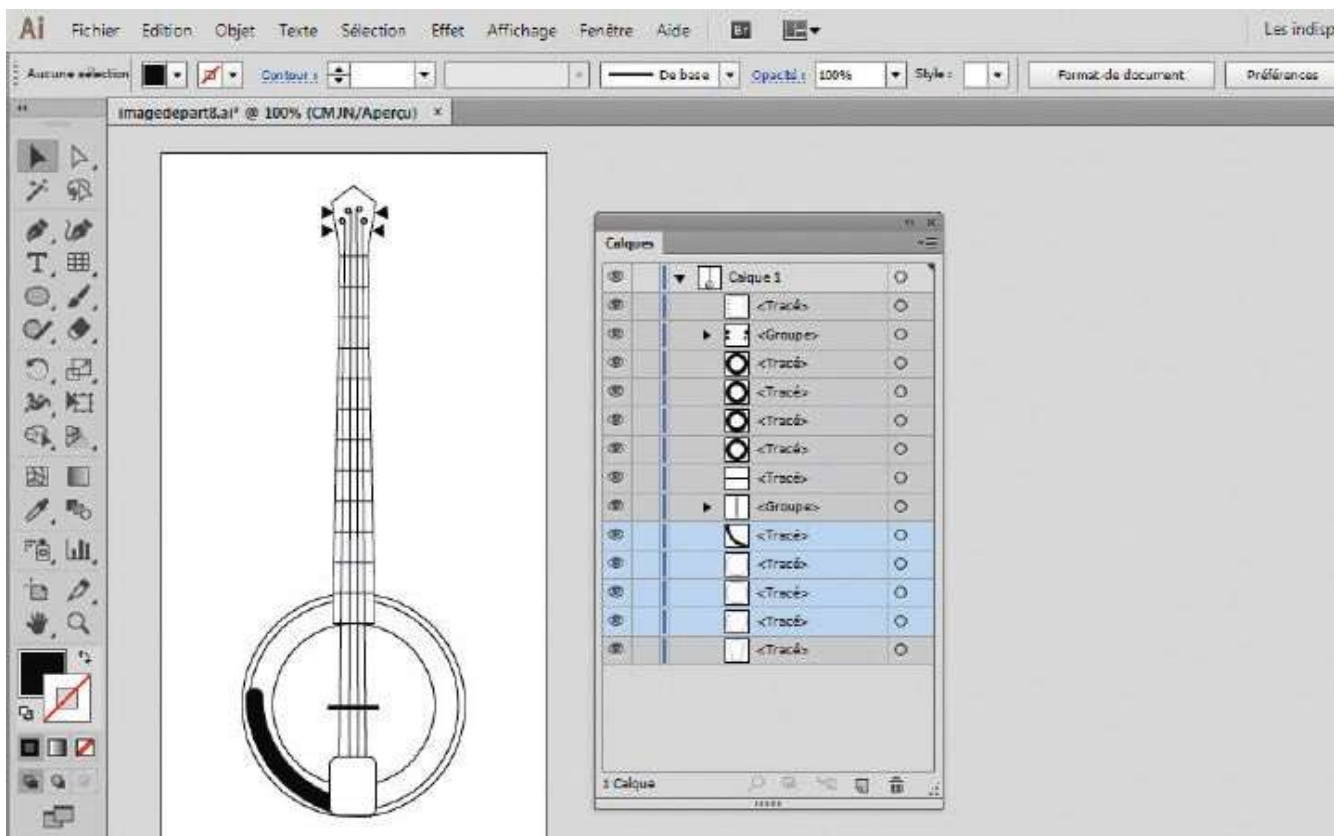 Ai Fichier Edition Objet Texte Sélection Effet Affichage Fenêtre Aide Br Les indisp
Aucune sélection Contour : De base Opacité : 100% Style : Format de document Préférences
imagedepart8.ai* @ 100% (CMJN/Aperçu) ×
Calques
Calque 1
<Tracé>
<Groupe>
<Tracé>
<Tracé>
<Tracé>
<Tracé>
<Tracé>
<Groupe>
<Tracé>
<Tracé>
<Tracé>
<Tracé>
<Tracé>
1 Calque